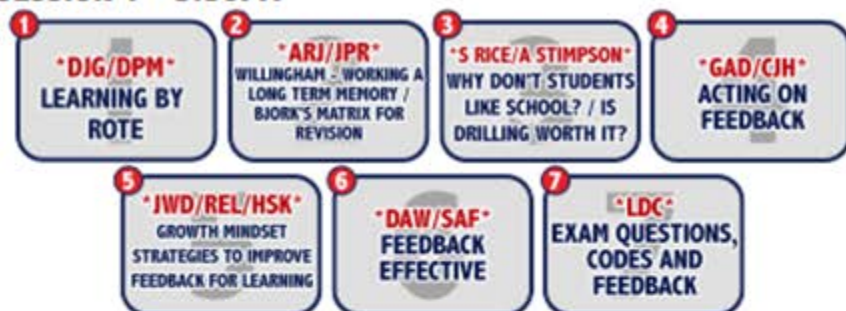 1
*DJG/DPM*
LEARNING BY
ROTE
2
*ARJ/JPR*
WILLINGHAM - WORKING A
LONG TERM MEMORY /
BJORK'S MATRIX FOR
REVISION
3
*S RICE/A STIMPSON*
WHY DON'T STUDENTS
LIKE SCHOOL? / IS
DRILLING WORTH IT?
4
*GAD/CJH*
ACTING ON
FEEDBACK
5
*JWD/REL/HSK*
GROWTH MINDSET
STRATEGIES TO IMPROVE
FEEDBACK FOR LEARNING
6
*DAW/SAF*
FEEDBACK
EFFECTIVE
7
*LDC*
EXAM QUESTIONS,
CODES AND
FEEDBACK